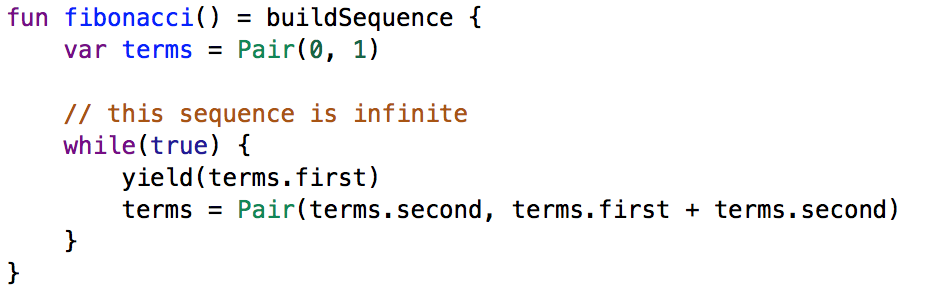 fun fibonacci() = buildSequence {
    var terms = Pair(0, 1)

    // this sequence is infinite
    while(true) {
        yield(terms.first)
        terms = Pair(terms.second, terms.first + terms.second)
    }
}